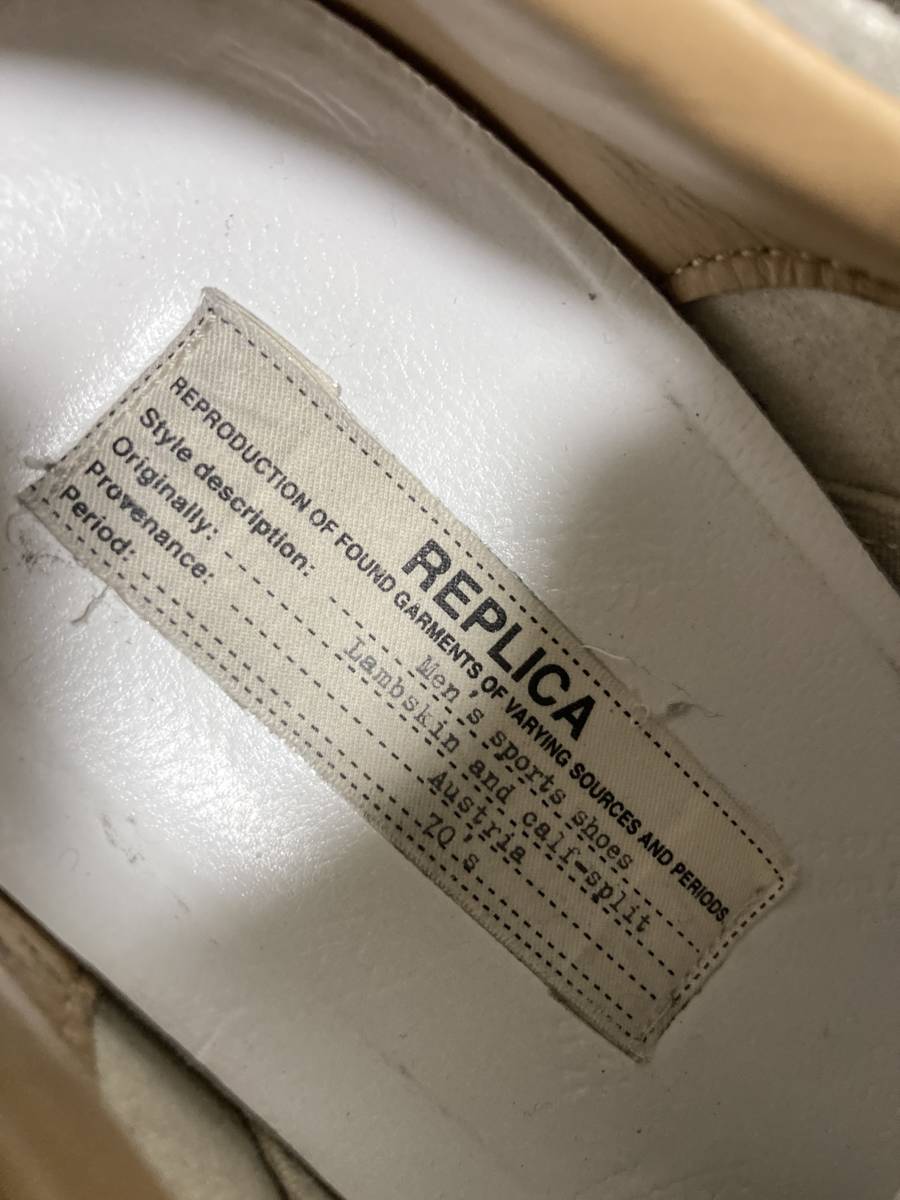 REPLICA
REPRODUCTION OF FOUND GARMENTS OF VARYING SOURCES AND PERIODS.
Style description: Men's sports shoes
Originally: Lambskin and calf-split
Provenance: Austria
Period: 70's